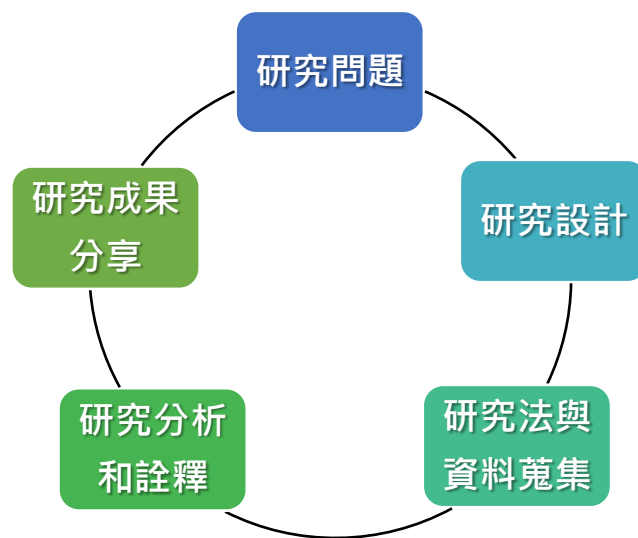 研究問題
研究設計
研究法與
資料蒐集
研究分析
和詮釋
研究成果
分享